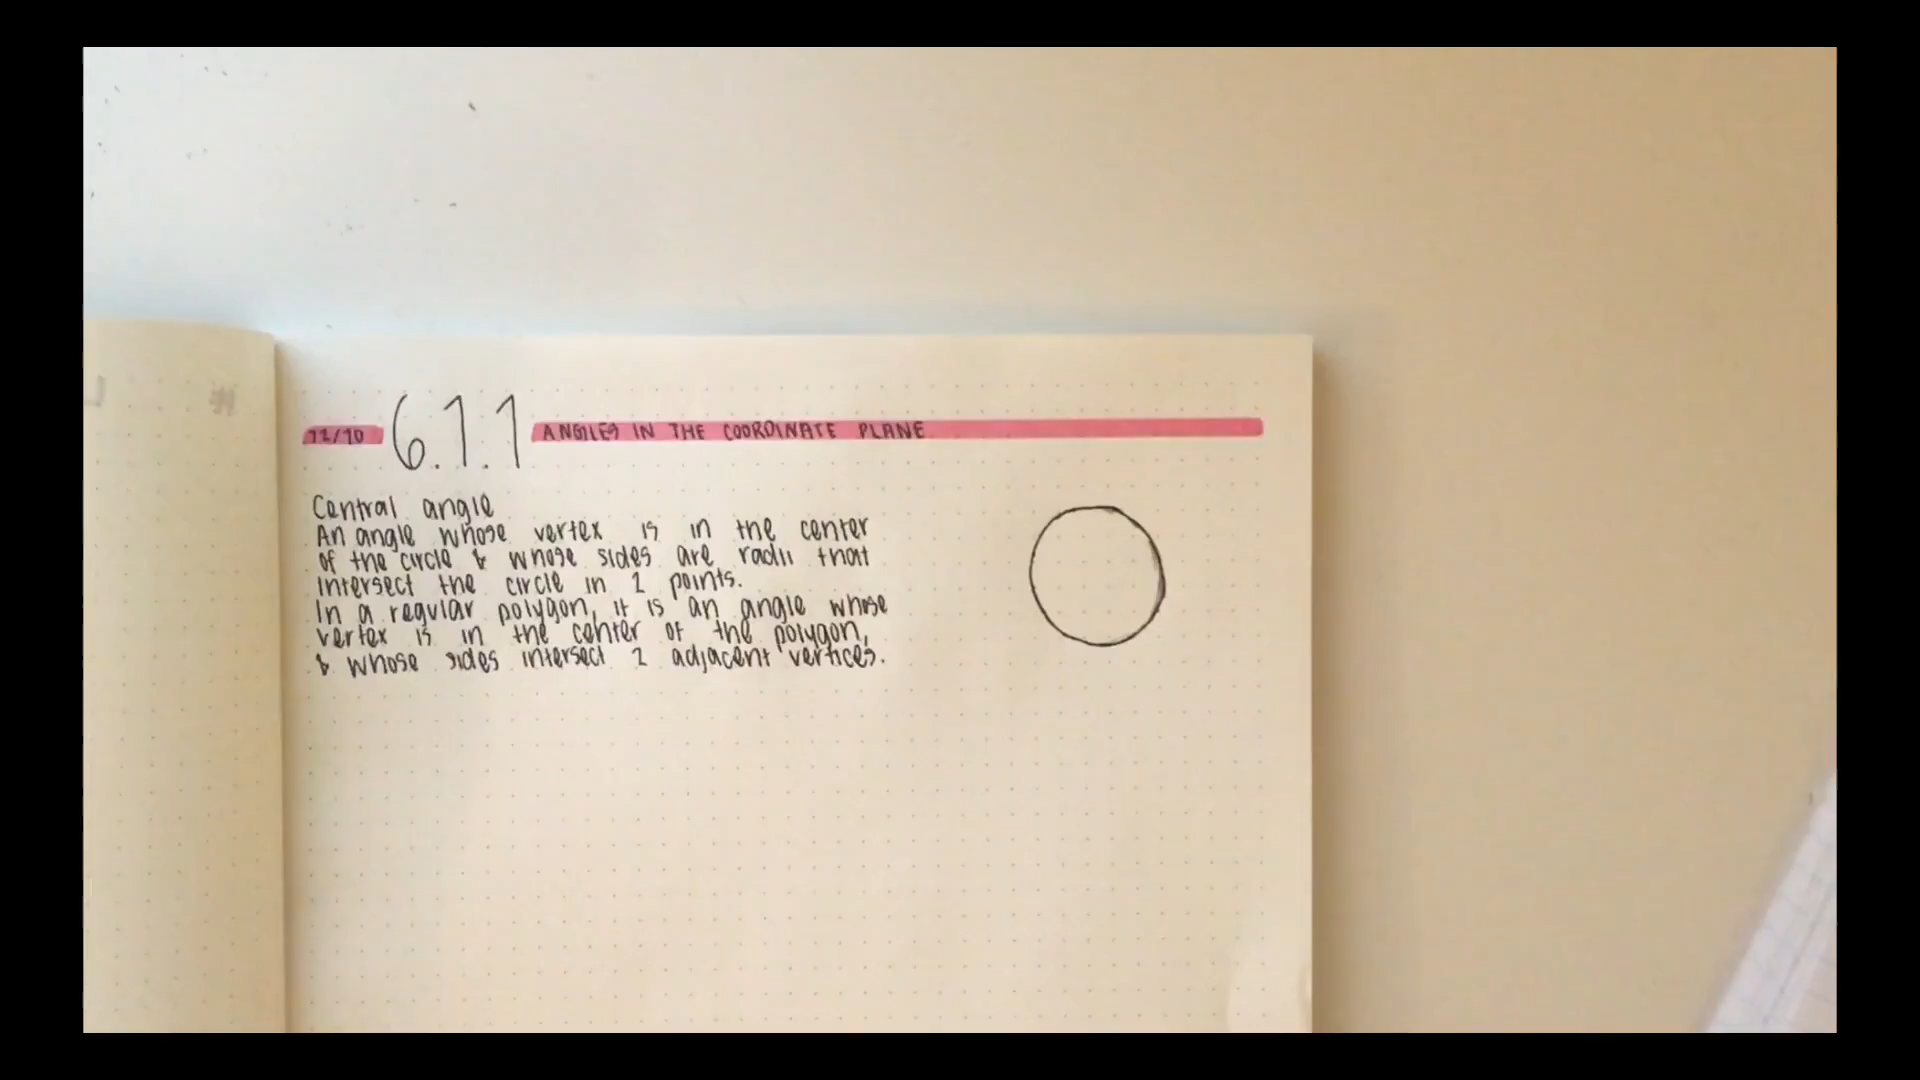 12/10 6.1.1 ANGLES IN THE COORDINATE PLANE
Central angle
An angle whose vertex is in the center
of the circle & whose sides are radii that
intersect the circle in 2 points.
In a regular polygon, it is an angle whose
vertex is in the center of the polygon,
& whose sides intersect 2 adjacent vertices.